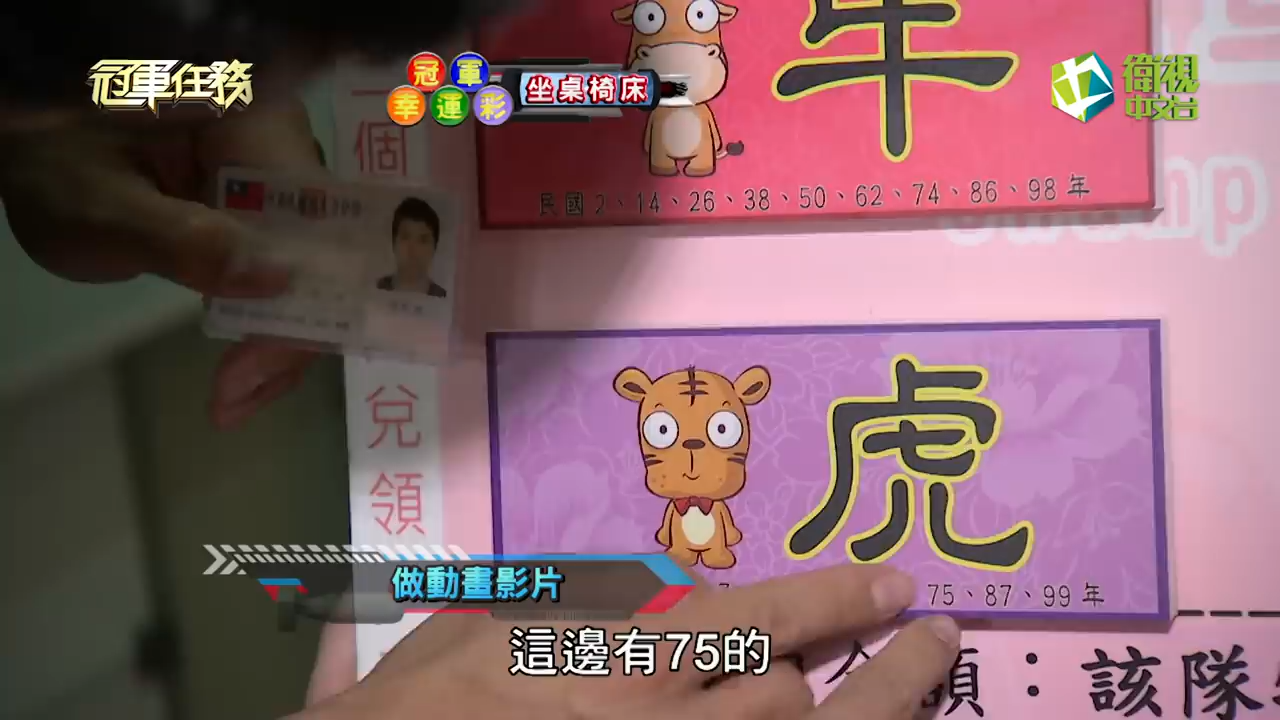 冠軍任務
冠軍
幸運彩
坐桌椅床
衛視
中文台
牛
民國2、14、26、38、50、62、74、86、98年
一個
兌領
虎
75、87、99年
做動畫影片
這邊有75的
額：該隊